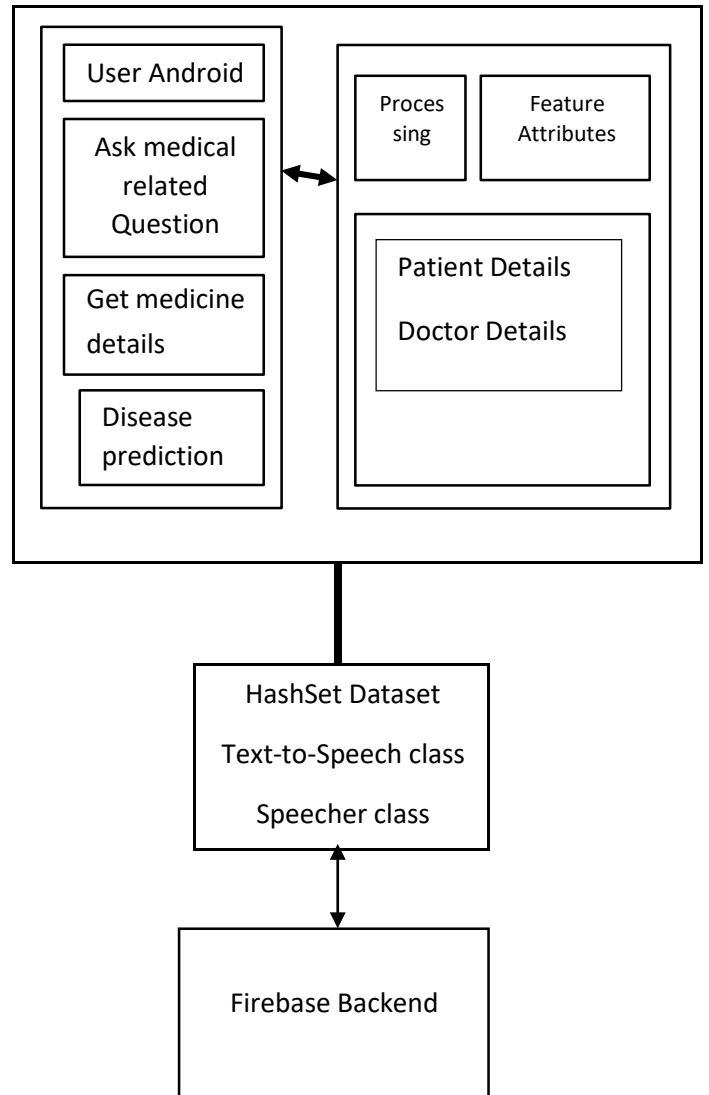 User Android
Ask medical
related
Question
Get medicine
details
Disease
prediction
Proces
sing
Feature
Attributes
Patient Details
Doctor Details
HashSet Dataset
Text-to-Speech class
Speecher class
Firebase Backend